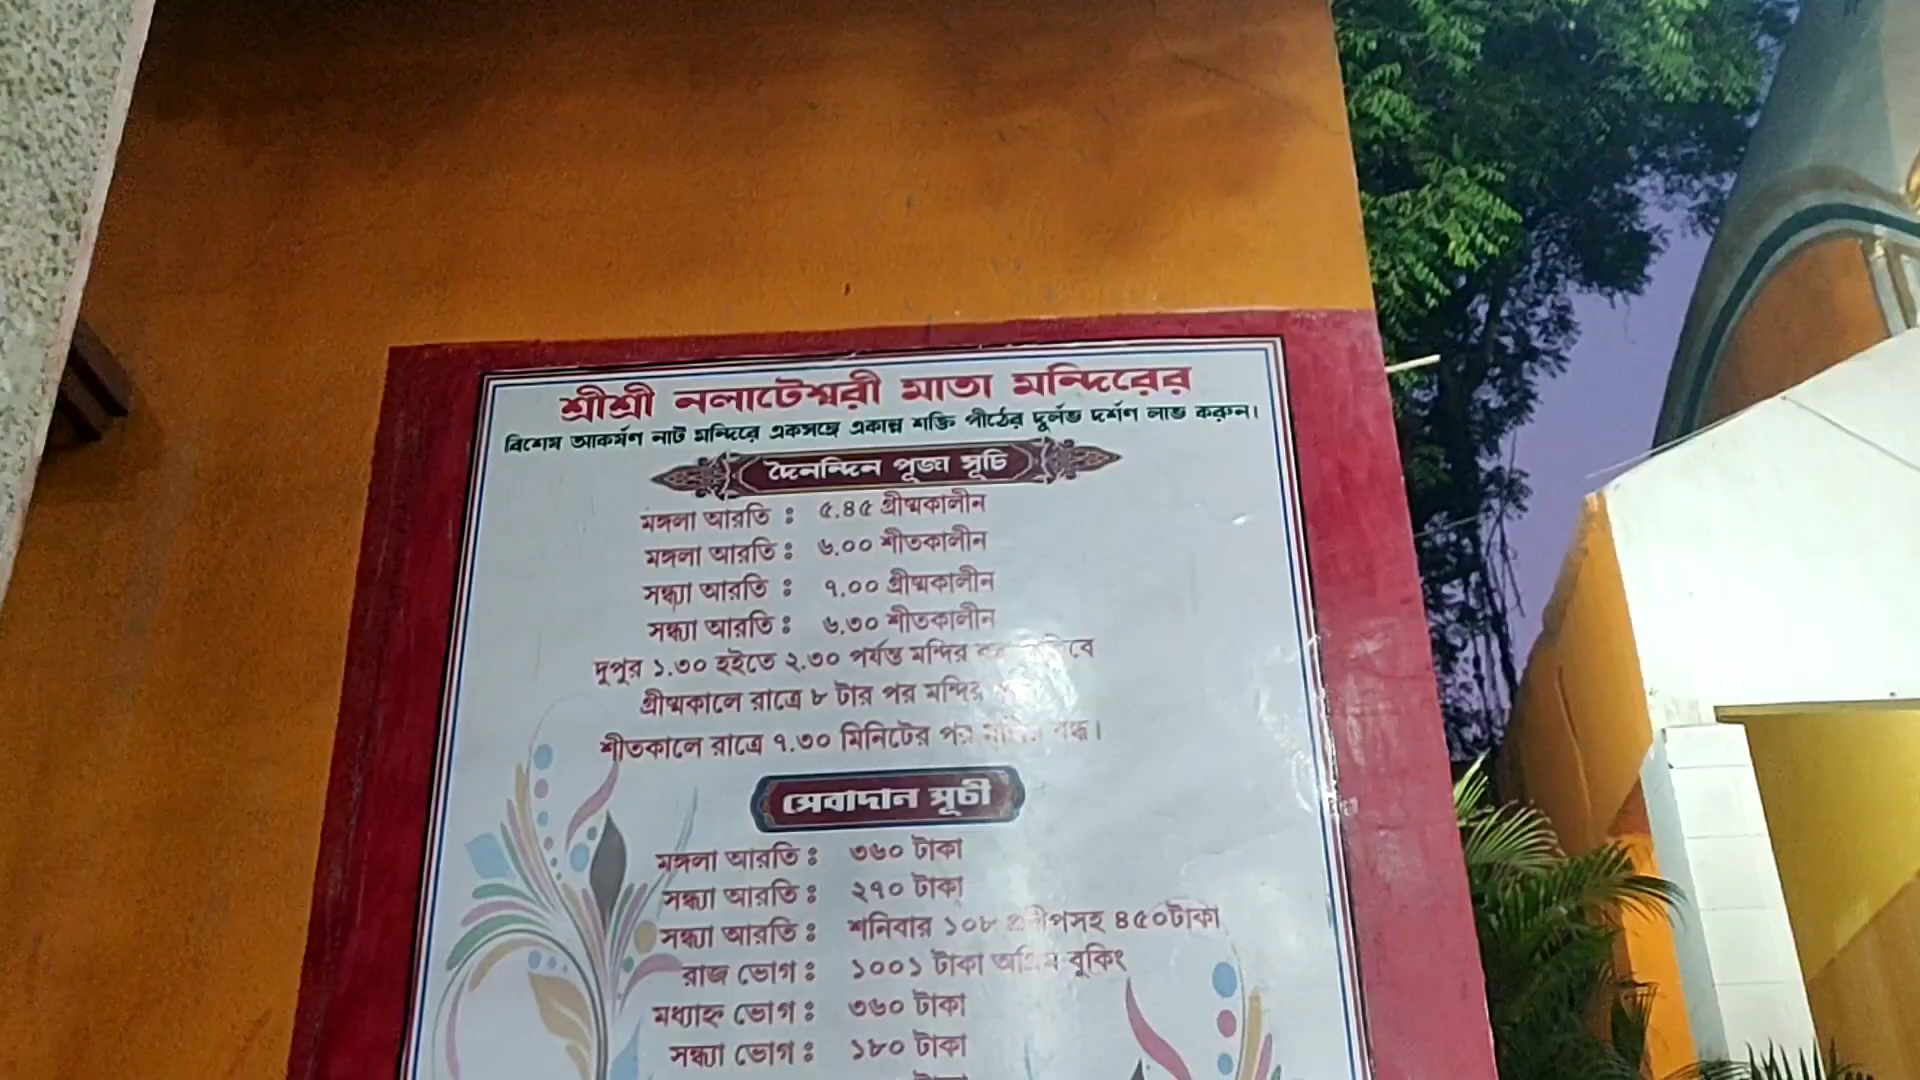 শ্রীশ্রী নলাটেশ্বরী মাতা মন্দিরের
বিশেষ আকর্ষণ নাট মন্দিরে একসঙ্গে একান্ন শক্তি পীঠের দুর্লভ দর্শণ লাভ করুন।
দৈনন্দিন পূজা সূচি
মঙ্গলা আরতি : ৫.৪৫ গ্রীষ্মকালীন
মঙ্গলা আরতি : ৬.০০ শীতকালীন
সন্ধ্যা আরতি : ৭.০০ গ্রীষ্মকালীন
সন্ধ্যা আরতি : ৬.৩০ শীতকালীন
দুপুর ১.৩০ হইতে ২.৩০ পর্যন্ত মন্দির
গ্রীষ্মকালে রাত্রে ৮ টার পর মন্দির
শীতকালে রাত্রে ৭.৩০ মিনিটের পর মন্দির বন্ধ।
সেবাদান সূচী
মঙ্গলা আরতি : ৩৬০ টাকা
সন্ধ্যা আরতি : ২৭০ টাকা
সন্ধ্যা আরতি : শনিবার ১০৮ প্রদীপসহ ৪৫০টাকা
রাজ ভোগ : ১০০১ টাকা অগ্রিম বুকিং
মধ্যাহ্ন ভোগ : ৩৬০ টাকা
সন্ধ্যা ভোগ : ১৮০ টাকা